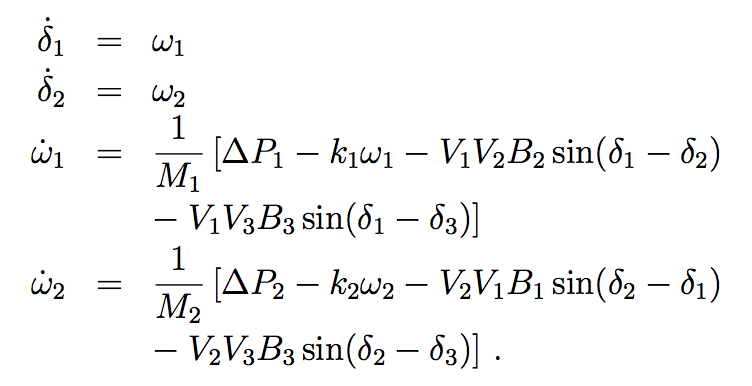 δ̇₁ = ω₁
δ̇₂ = ω₂
ω̇₁ = 1/M₁ [ΔP₁ − k₁ω₁ − V₁V₂B₂ sin(δ₁ − δ₂)
− V₁V₃B₃ sin(δ₁ − δ₃)]
ω̇₂ = 1/M₂ [ΔP₂ − k₂ω₂ − V₂V₁B₁ sin(δ₂ − δ₁)
− V₂V₃B₃ sin(δ₂ − δ₃)] .